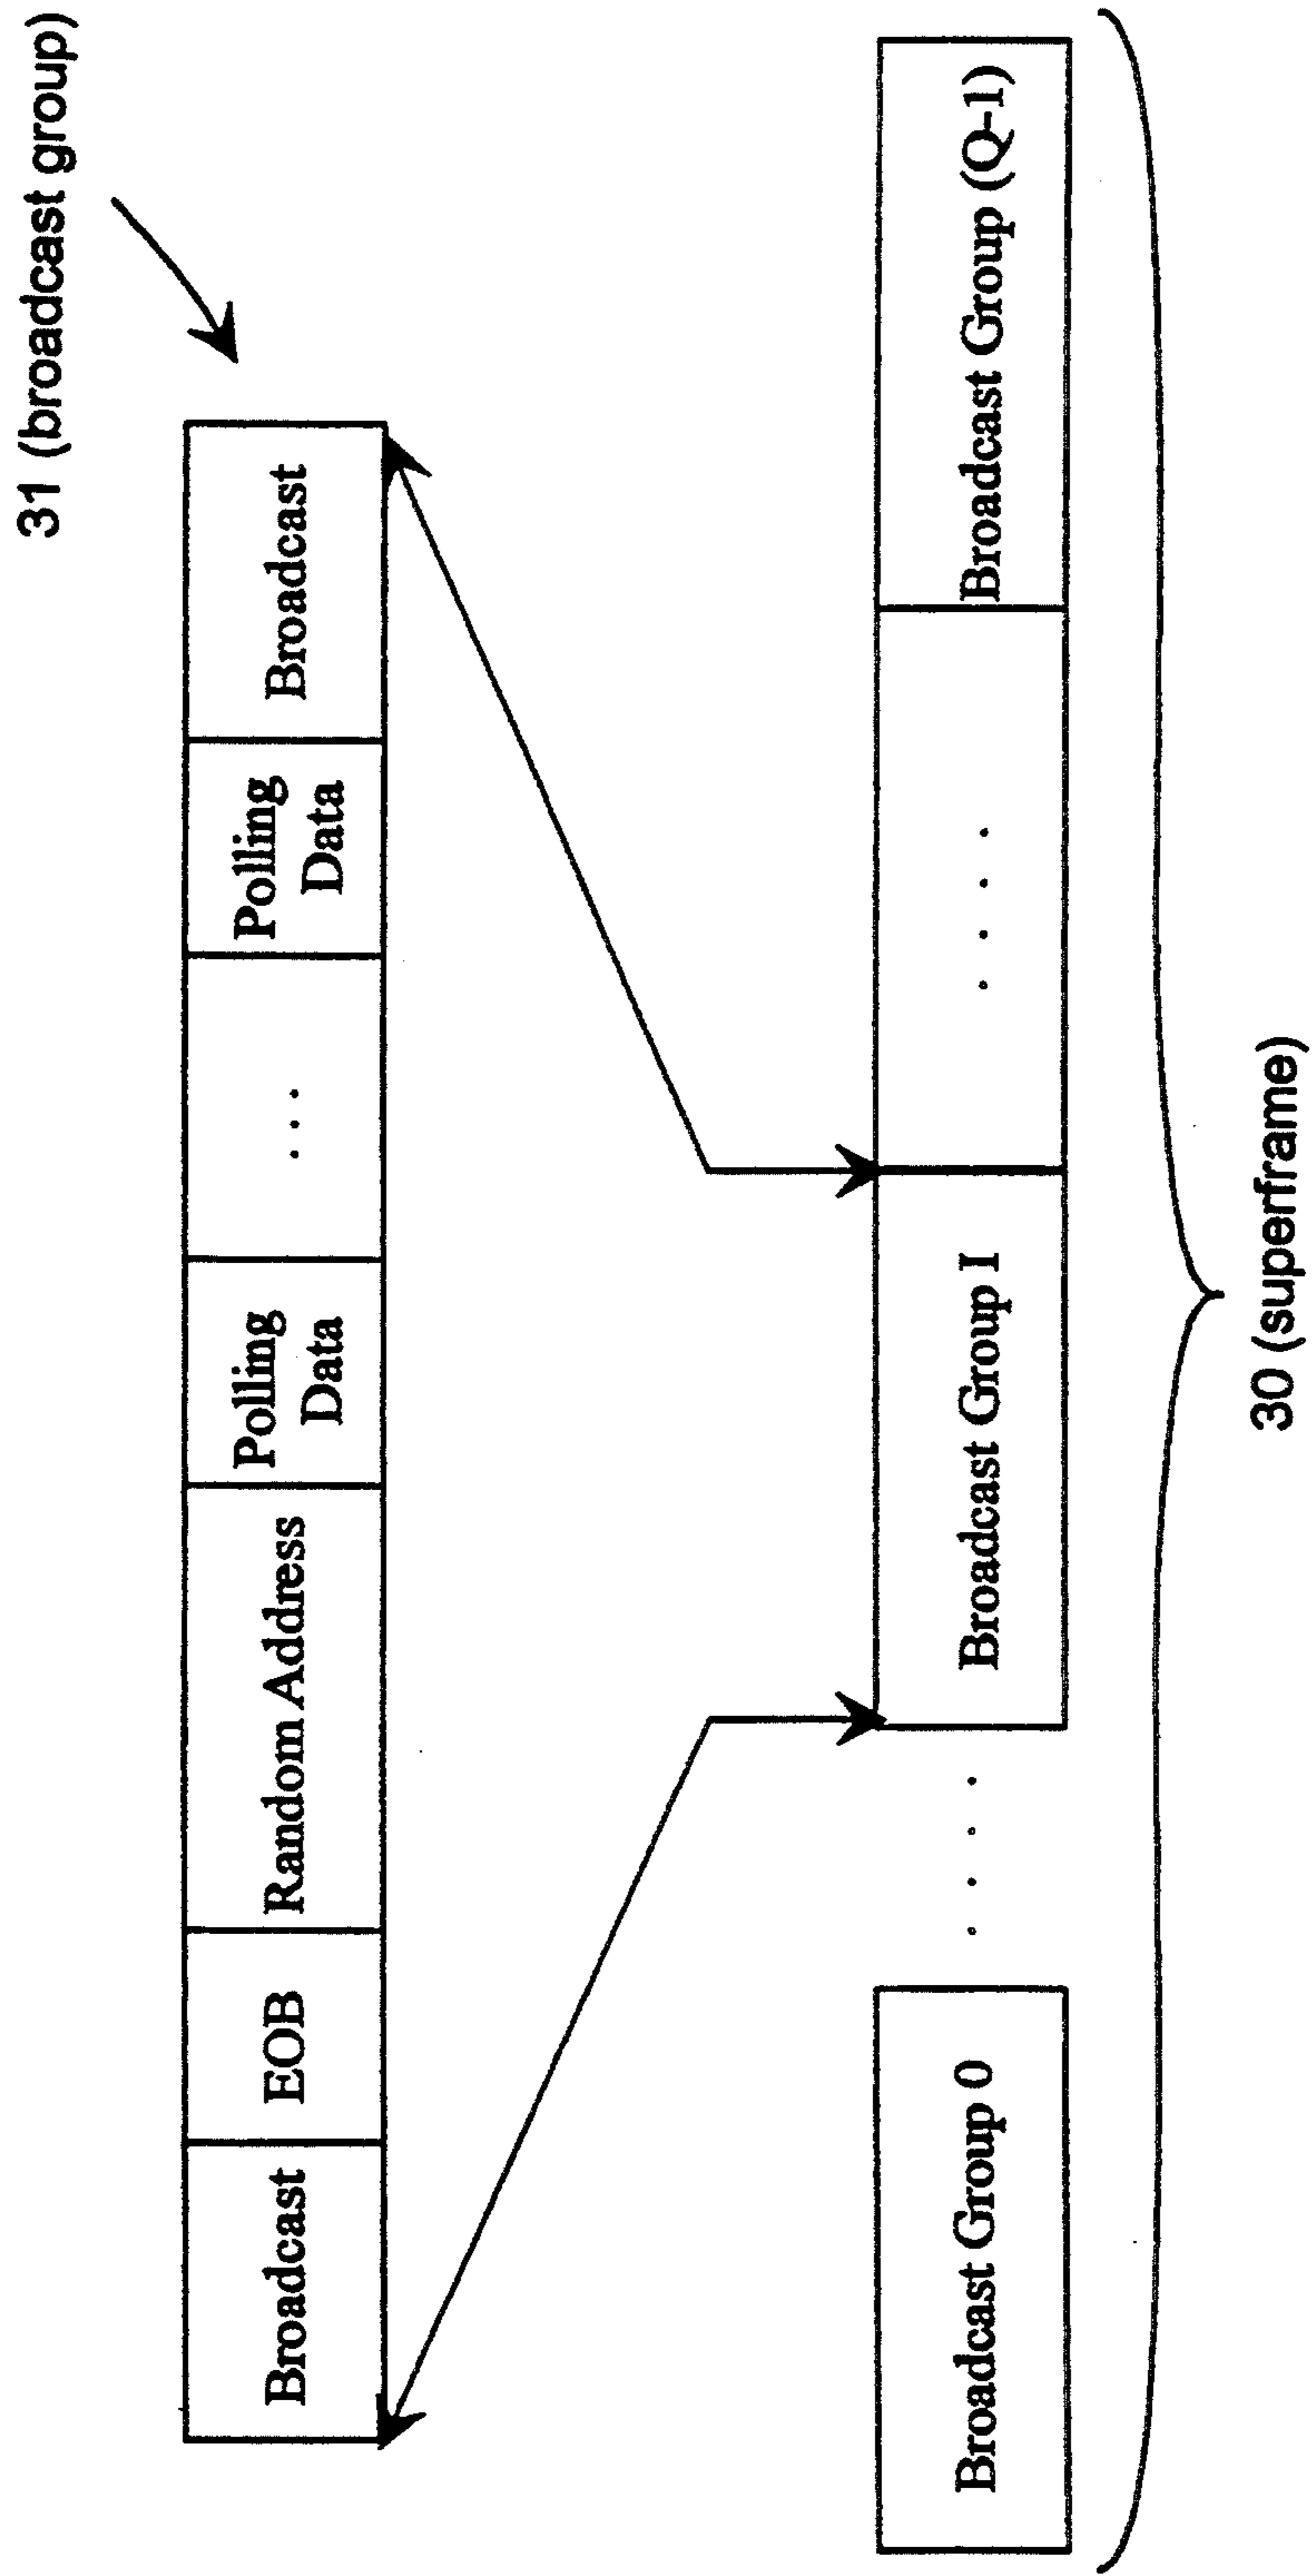 31 (broadcast group)
Broadcast
EOB
Random Address
Polling
Data
. . .
Polling
Data
Broadcast
Broadcast Group 0
. . . .
Broadcast Group I
. . . .
Broadcast Group (Q-1)
30 (superframe)